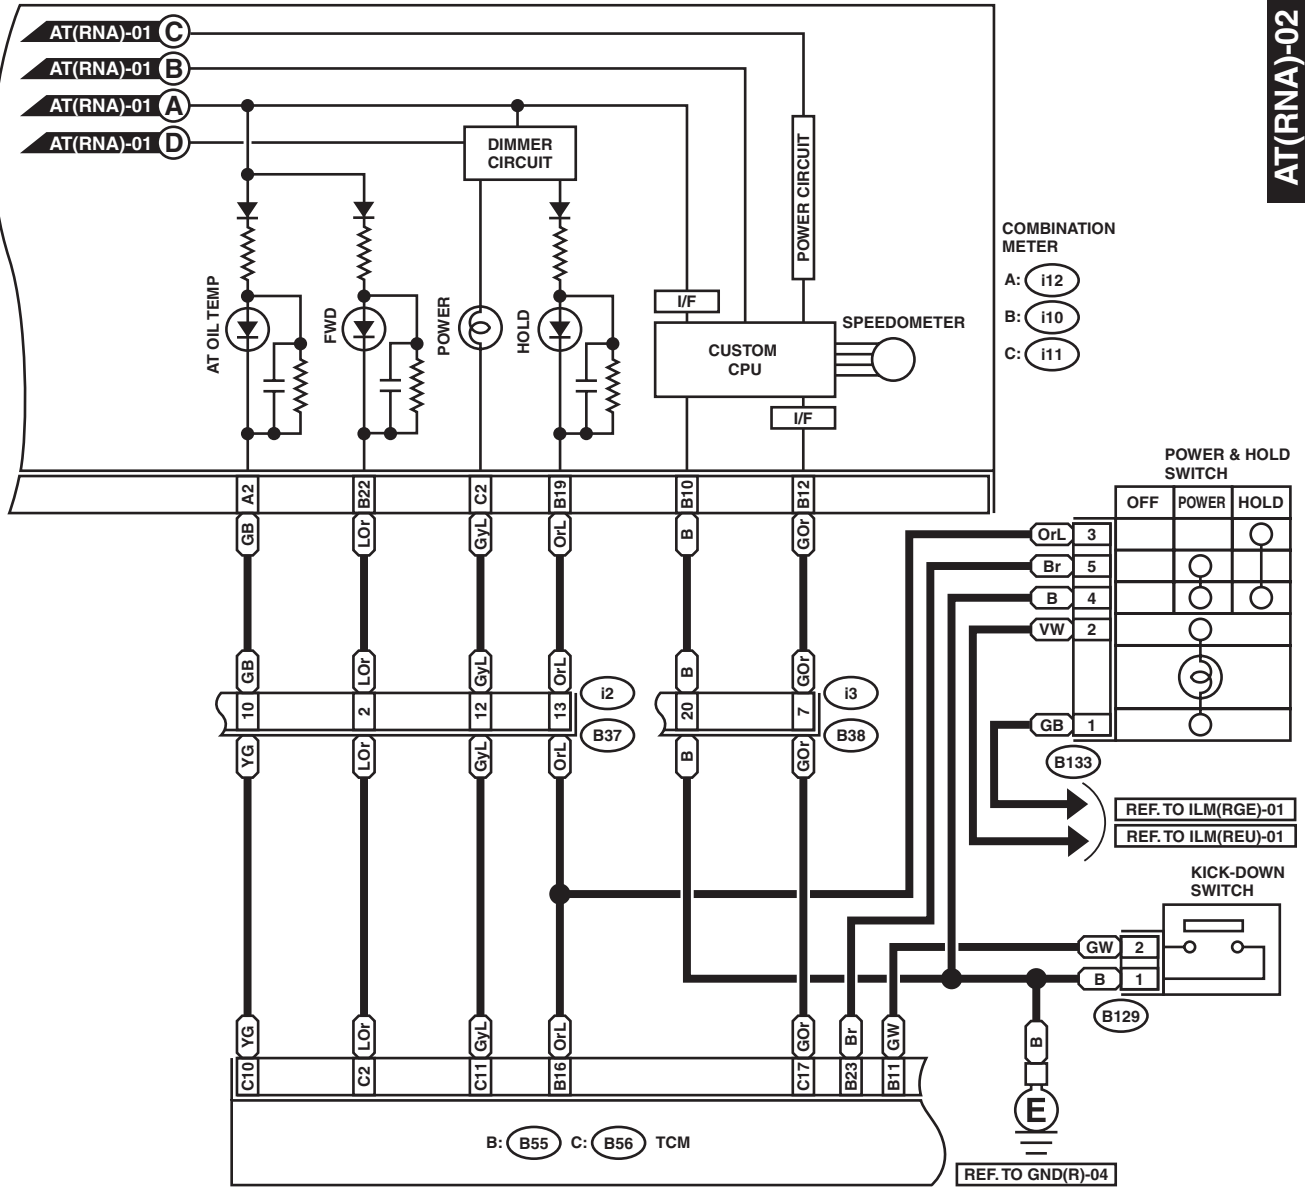 AT(RNA)-02
AT(RNA)-01 C
AT(RNA)-01 B
AT(RNA)-01 A
AT(RNA)-01 D
DIMMER
CIRCUIT
POWER CIRCUIT
COMBINATION
METER
A: i12
B: i10
C: i11
AT OIL TEMP
FWD
POWER
HOLD
I/F
CUSTOM
CPU
SPEEDOMETER
I/F
A2 B22 C2 B19 B10 B12
GB LOr GyL OrL B GOr
GB LOr GyL OrL B GOr
10 2 12 13 20 7
i2
i3
B37
B38
YG LOr GyL OrL B GOr
POWER & HOLD
SWITCH
OFF POWER HOLD
OrL 3
Br 5
B 4
VW 2
GB 1
B133
REF. TO ILM(RGE)-01
REF. TO ILM(REU)-01
KICK-DOWN
SWITCH
GW 2
B 1
B129
YG LOr GyL OrL GOr Br GW B
C10 C2 C11 B16 C17 B23 B11
E
B: B55 C: B56 TCM
REF. TO GND(R)-04